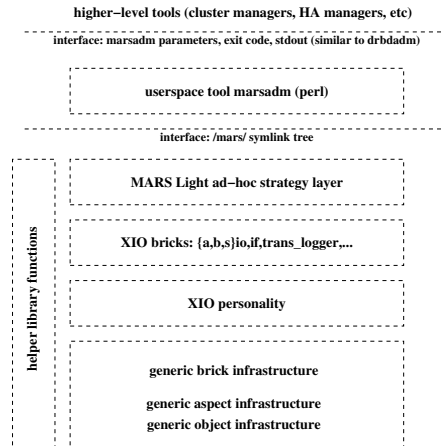 higher−level tools (cluster managers, HA managers, etc)
interface: marsadm parameters, exit code, stdout (similar to drbdadm)
userspace tool marsadm (perl)
interface: /mars/ symlink tree
helper library functions
MARS Light ad−hoc strategy layer
XIO bricks: {a,b,s}io,if,trans_logger,...
XIO personality
generic brick infrastructure
generic aspect infrastructure
generic object infrastructure